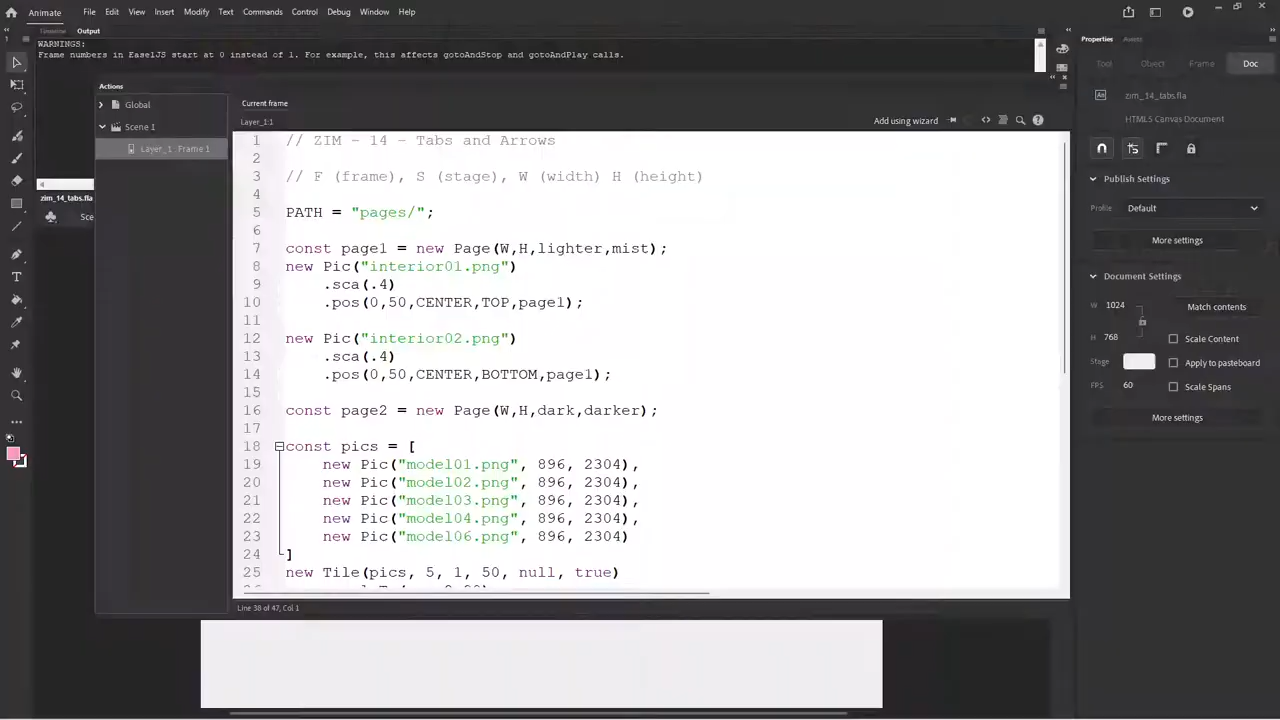 Animate File Edit View Insert Modify Text Commands Control Debug Window Help
Timeline Output
WARNINGS:
Frame numbers in EaselJS start at 0 instead of 1. For example, this affects gotoAndStop and gotoAndPlay calls.
Actions
Global
Scene 1
Layer_1: Frame 1
zim_14_tabs.fla
Sce
Current frame
Layer_1:1
Add using wizard
1 // ZIM - 14 - Tabs and Arrows
2
3 // F (frame), S (stage), W (width) H (height)
4
5 PATH = "pages/";
6
7 const page1 = new Page(W,H,lighter,mist);
8 new Pic("interior01.png")
9 .sca(.4)
10 .pos(0,50,CENTER,TOP,page1);
11
12 new Pic("interior02.png")
13 .sca(.4)
14 .pos(0,50,CENTER,BOTTOM,page1);
15
16 const page2 = new Page(W,H,dark,darker);
17
18 const pics = [
19 new Pic("model01.png", 896, 2304),
20 new Pic("model02.png", 896, 2304),
21 new Pic("model03.png", 896, 2304),
22 new Pic("model04.png", 896, 2304),
23 new Pic("model06.png", 896, 2304)
24 ]
25 new Tile(pics, 5, 1, 50, null, true)
Line 38 of 47, Col 1
Properties Assets
Tool Object Frame Doc
zim_14_tabs.fla
HTML5 Canvas Document
Publish Settings
Profile Default
More settings
Document Settings
W 1024
Match contents
H 768
Scale Content
Stage
Apply to pasteboard
FPS 60
Scale Spans
More settings